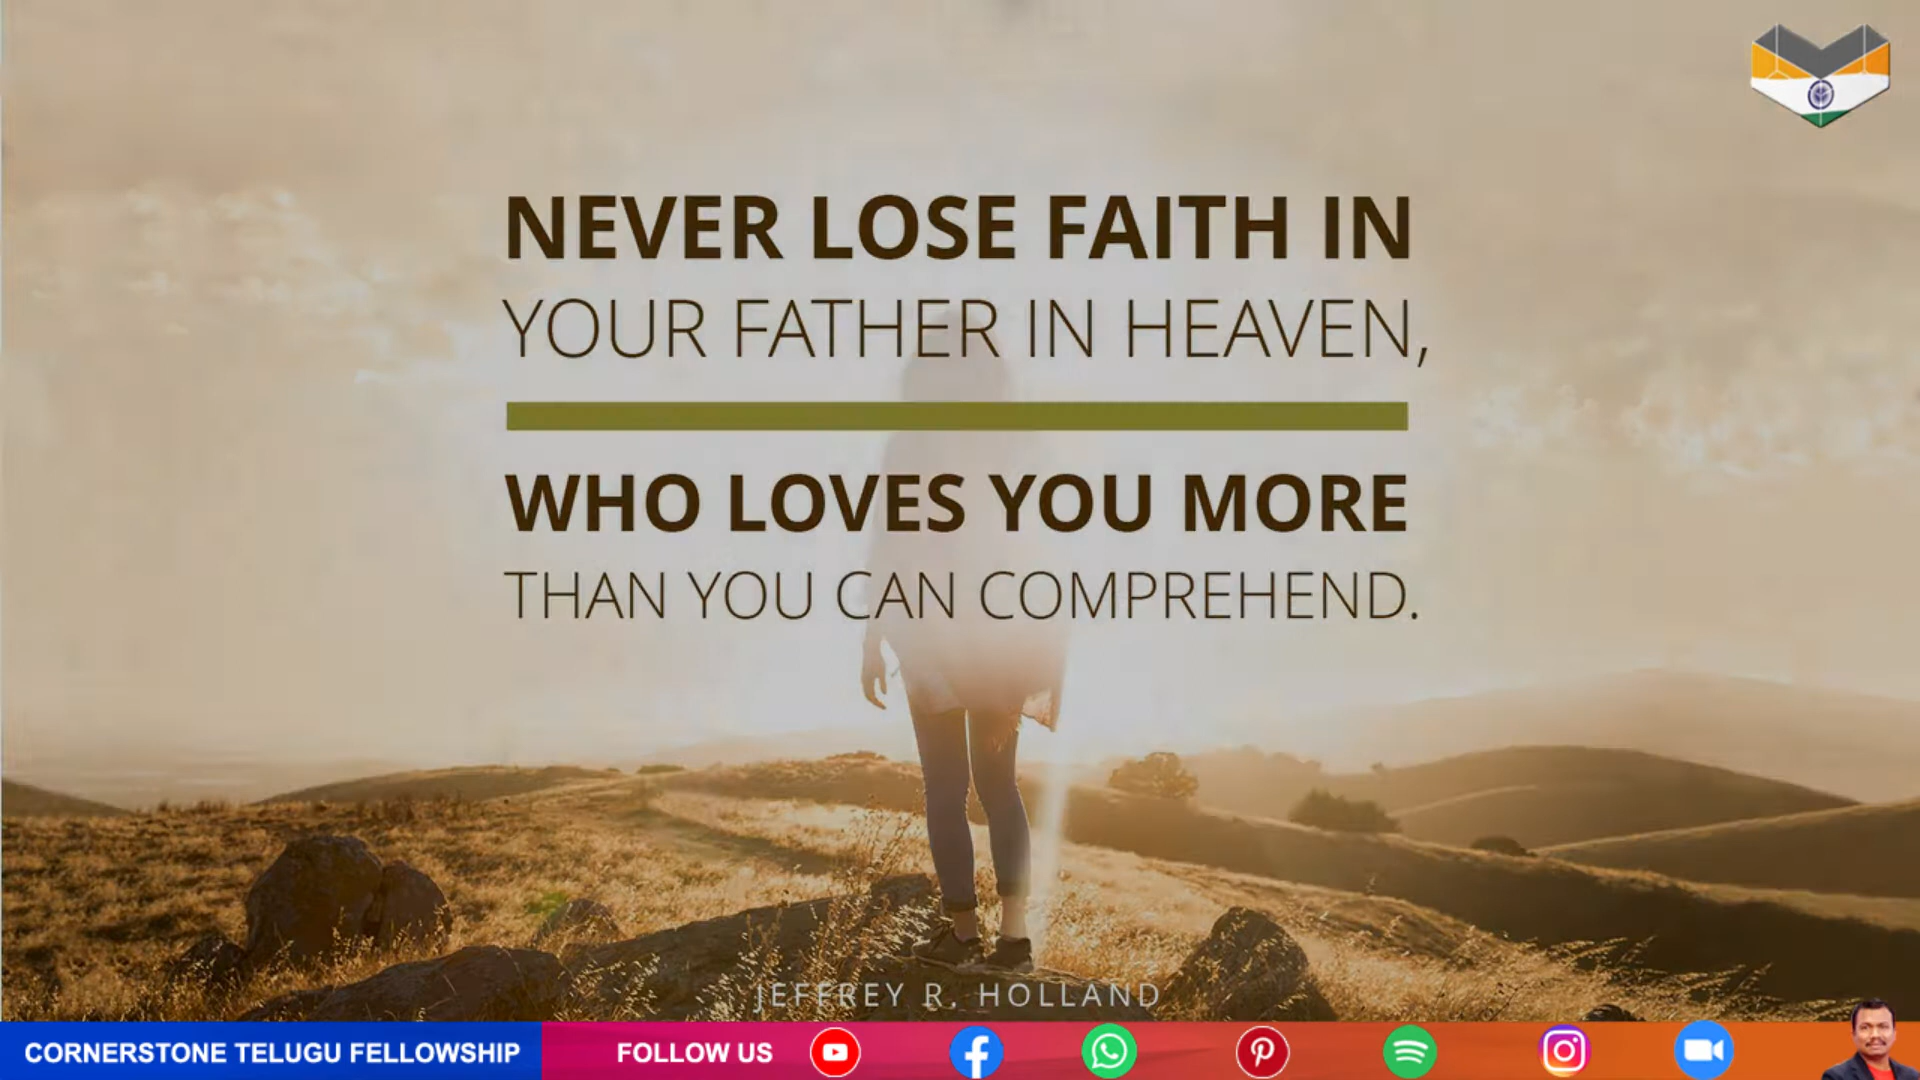 NEVER LOSE FAITH IN
YOUR FATHER IN HEAVEN,
WHO LOVES YOU MORE
THAN YOU CAN COMPREHEND.
JEFFREY R. HOLLAND
CORNERSTONE TELUGU FELLOWSHIP
FOLLOW US